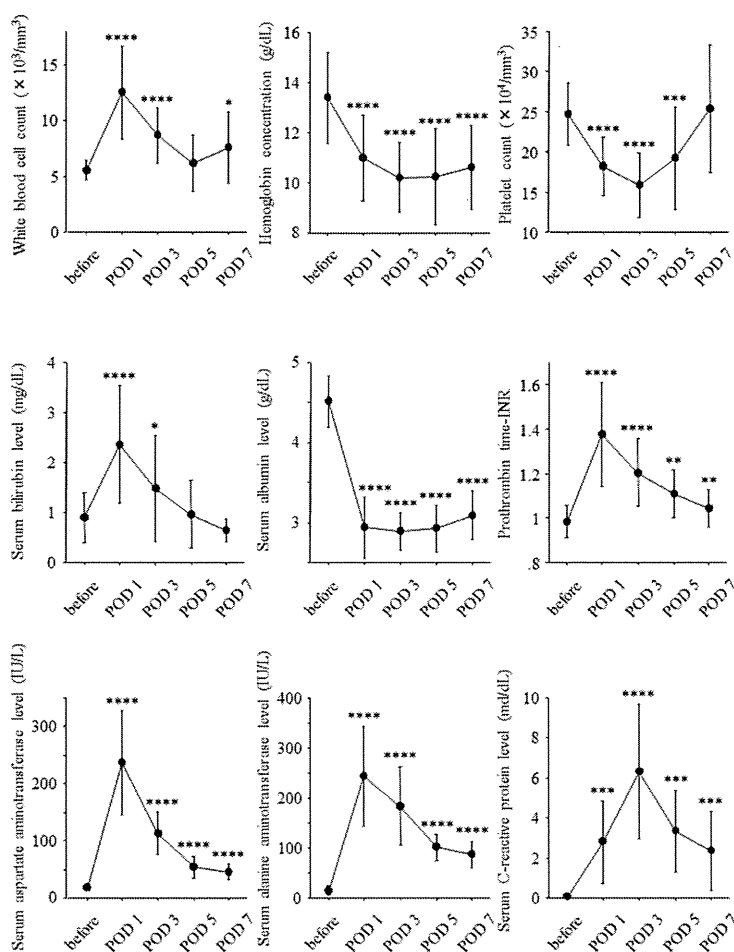 White blood cell count (×10³/mm³)
15
10
5
0
****
****
*
before
POD 1
POD 3
POD 5
POD 7
Hemoglobin concentration (g/dL)
16
14
12
10
8
****
****
****
****
before
POD 1
POD 3
POD 5
POD 7
Platelet count (×10⁴/mm³)
35
30
25
20
15
10
****
****
***
before
POD 1
POD 3
POD 5
POD 7
Serum bilirubin level (mg/dL)
4
3
2
1
0
****
*
before
POD 1
POD 3
POD 5
POD 7
Serum albumin level (g/dL)
5
4
3
****
****
****
****
before
POD 1
POD 3
POD 5
POD 7
Prothrombin time-INR
1.6
1.4
1.2
1
.8
****
****
**
**
before
POD 1
POD 3
POD 5
POD 7
Serum aspartate aminotransferase level (IU/L)
300
200
100
0
****
****
****
****
before
POD 1
POD 3
POD 5
POD 7
Serum alanine aminotransferase level (IU/L)
400
300
200
100
0
****
****
****
****
before
POD 1
POD 3
POD 5
POD 7
Serum C-reactive protein level (md/dL)
10
8
6
4
2
0
***
****
***
***
before
POD 1
POD 3
POD 5
POD 7